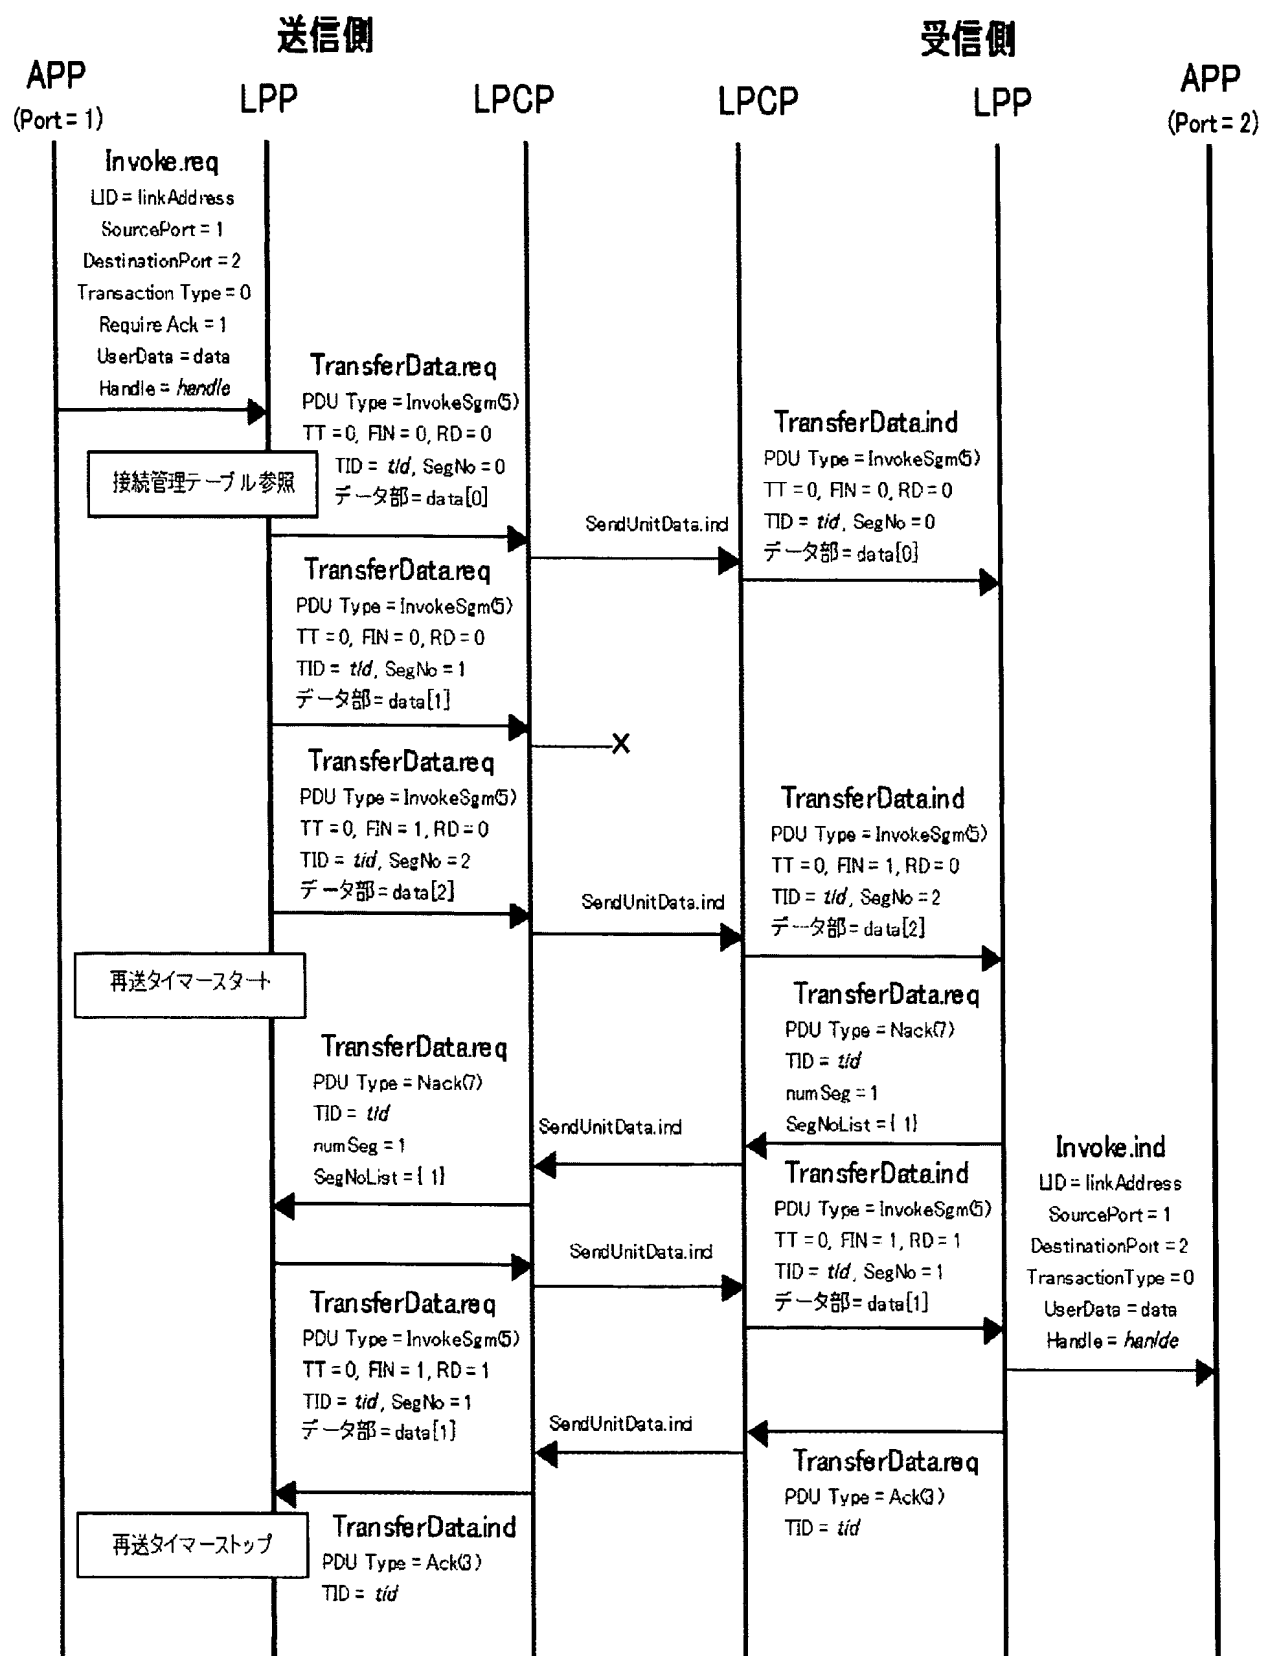 送信側
受信側
APP
(Port = 1)
LPP
LPCP
LPCP
LPP
APP
(Port = 2)
Invoke.req
LID = linkAddress
SourcePort = 1
DestinationPort = 2
Transaction Type = 0
Require Ack = 1
UserData = data
Handle = handle
接続管理テーブル参照
TransferData.req
PDU Type = InvokeSgm(5)
TT = 0, FIN = 0, RD = 0
TID = tid, SegNo = 0
データ部 = data[0]
SendUnitData.ind
TransferData.ind
PDU Type = InvokeSgm(5)
TT = 0, FIN = 0, RD = 0
TID = tid, SegNo = 0
データ部 = data[0]
TransferData.req
PDU Type = InvokeSgm(5)
TT = 0, FIN = 0, RD = 0
TID = tid, SegNo = 1
データ部 = data[1]
X
TransferData.req
PDU Type = InvokeSgm(5)
TT = 0, FIN = 1, RD = 0
TID = tid, SegNo = 2
データ部 = data[2]
SendUnitData.ind
TransferData.ind
PDU Type = InvokeSgm(5)
TT = 0, FIN = 1, RD = 0
TID = tid, SegNo = 2
データ部 = data[2]
再送タイマースタート
TransferData.req
PDU Type = Nack(7)
TID = tid
numSeg = 1
SegNoList = { 1}
SendUnitData.ind
TransferData.req
PDU Type = Nack(7)
TID = tid
numSeg = 1
SegNoList = { 1}
SendUnitData.ind
TransferData.req
PDU Type = InvokeSgm(5)
TT = 0, FIN = 1, RD = 1
TID = tid, SegNo = 1
データ部 = data[1]
TransferData.ind
PDU Type = InvokeSgm(5)
TT = 0, FIN = 1, RD = 1
TID = tid, SegNo = 1
データ部 = data[1]
Invoke.ind
LID = linkAddress
SourcePort = 1
DestinationPort = 2
TransactionType = 0
UserData = data
Handle = hanlde
SendUnitData.ind
TransferData.req
PDU Type = Ack(3)
TID = tid
TransferData.ind
PDU Type = Ack(3)
TID = tid
再送タイマーストップ